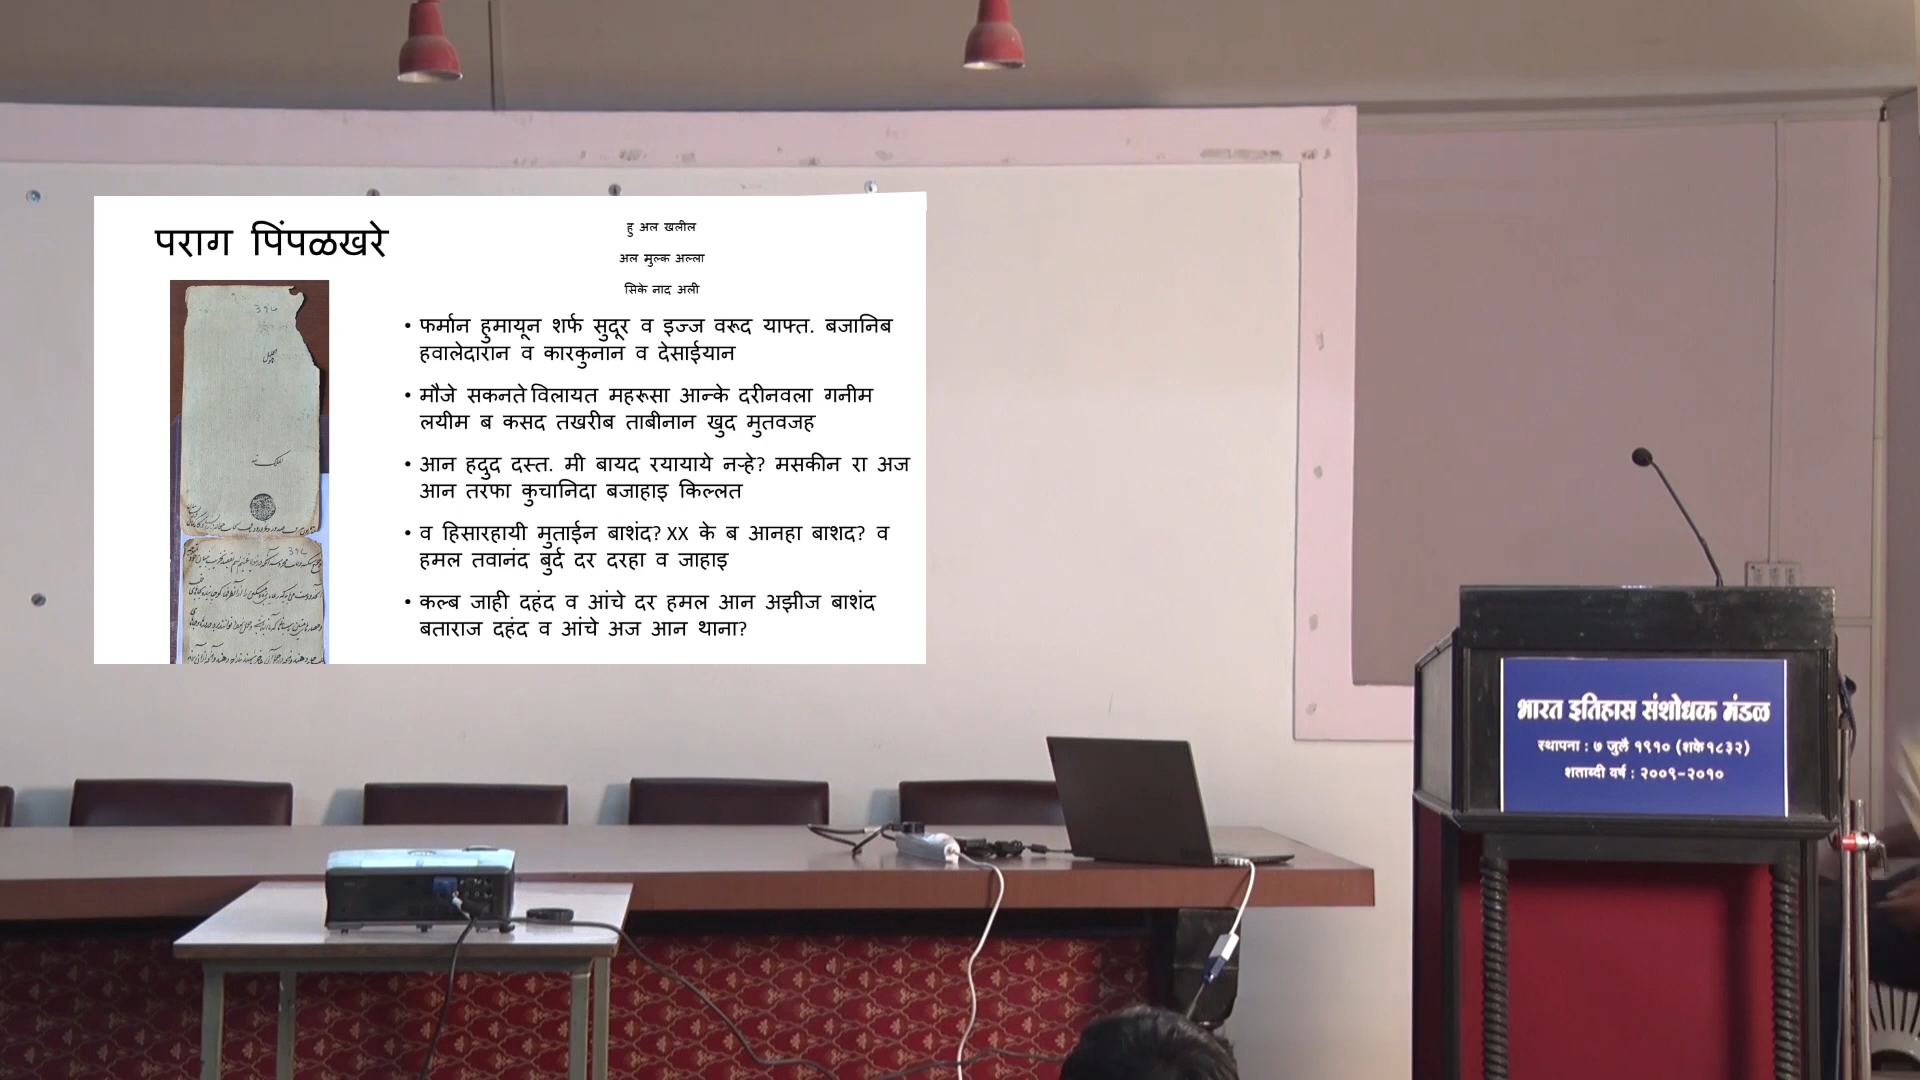 पराग पिंपळखरे
हु अल खलील
अल मुल्क अल्ला
सिके नाद अली
• फर्मान हुमायून शर्फ सुदूर व इज्ज वरूद याफ्त. बजानिब
हवालेदारान व कारकुनान व देसाईयान
• मौजे सकनते विलायत महरूसा आन्के दरीनवला गनीम
लयीम ब कसद तखरीब ताबीनान खुद मुतवजह
• आन हदुद दस्त. मी बायद रयायाये नऱ्हे? मसकीन रा अज
आन तरफा कुचानिदा बजाहाइ किल्लत
• व हिसारहायी मुताईन बाशंद? XX के ब आनहा बाशद? व
हमल तवानंद बुर्द दर दरहा व जाहाइ
• कल्ब जाही दहंद व आंचे दर हमल आन अझीज बाशंद
बताराज दहंद व आंचे अज आन थाना?
भारत इतिहास संशोधक मंडळ
स्थापना : ७ जुलै १९१० (शके १८३२)
शताब्दी वर्ष : २००९-२०१०